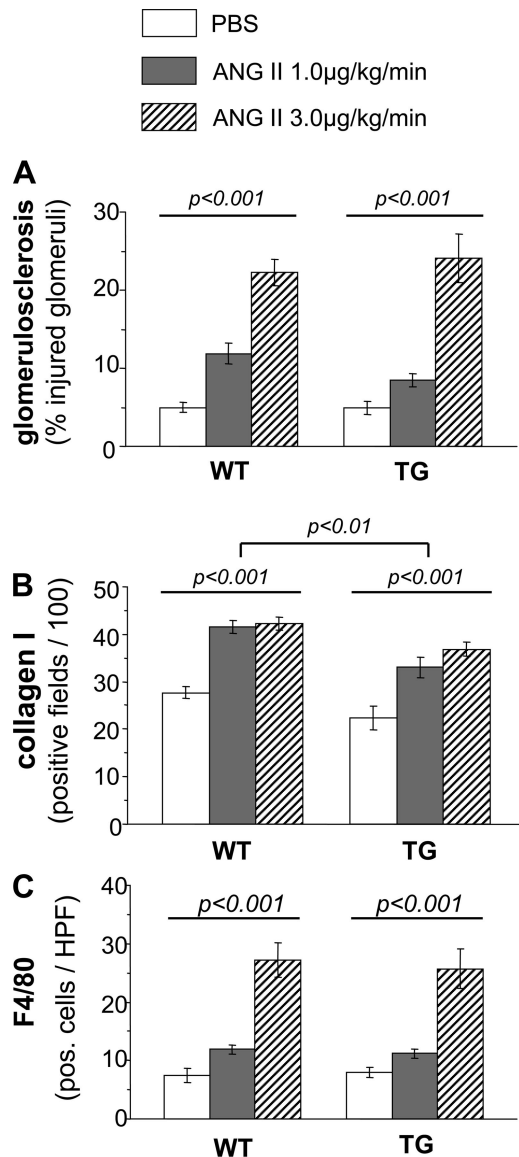 PBS
ANG II 1.0µg/kg/min
ANG II 3.0µg/kg/min
A
glomerulosclerosis
(% injured glomeruli)
p<0.001
p<0.001
30
20
10
0
WT
TG
p<0.01
B
collagen I
(positive fields / 100)
p<0.001
p<0.001
50
40
30
20
10
0
WT
TG
C
F4/80
(pos. cells / HPF)
p<0.001
p<0.001
40
30
20
10
0
WT
TG